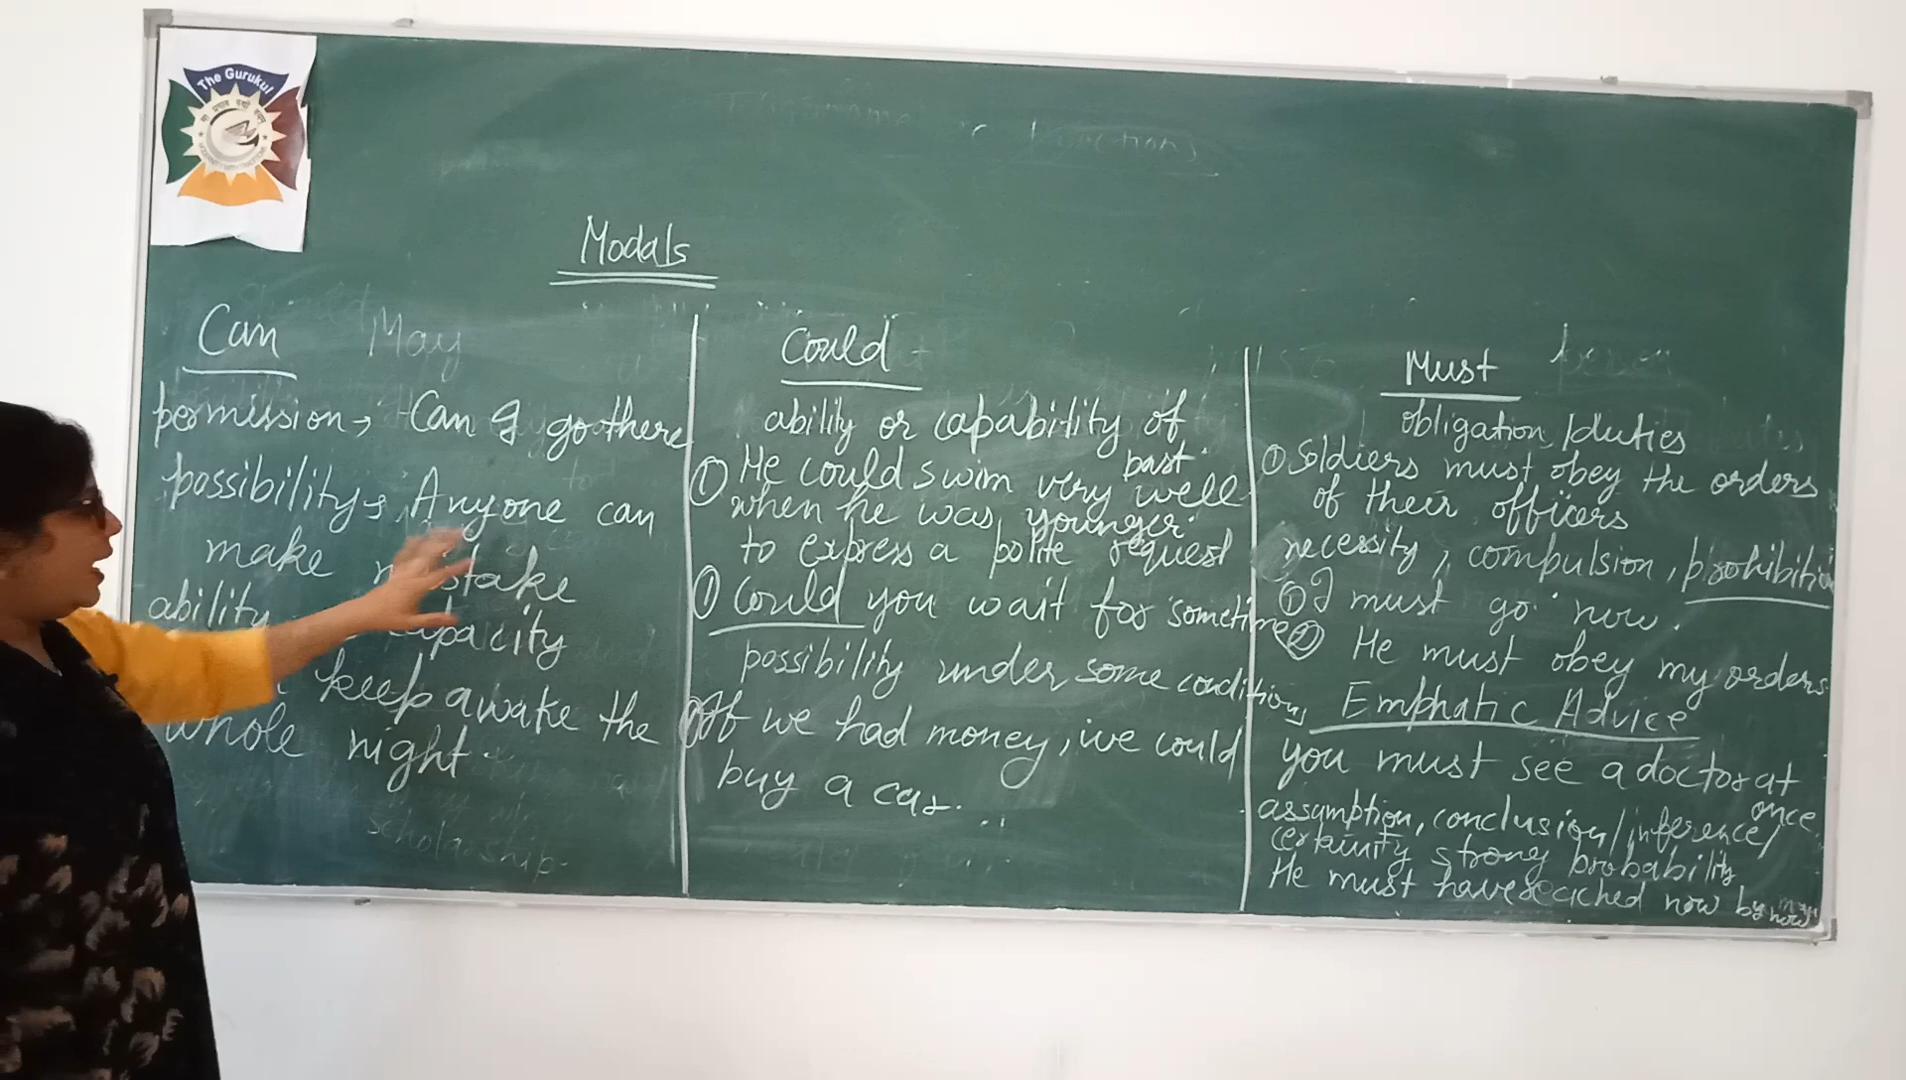 The Gurukul
Modals
Can May
permission → Can I go there
possibility → Anyone can
make mistake
ability capacity
keep awake the
whole night.
scholarship.
Could
ability or capability of
past.
① He could swim very well
when he was younger.
to express a polite request
① Could you wait for sometime
possibility under some conditions
① If we had money, we could
buy a car.
Must
obligation/duties
① Soldiers must obey the orders
of their officers
necessity, compulsion, prohibition
① I must go now.
② He must obey my orders.
Emphatic Advice
you must see a doctor at
once
assumption, conclusion/inference/
certainity strong probability
He must have reached now by now